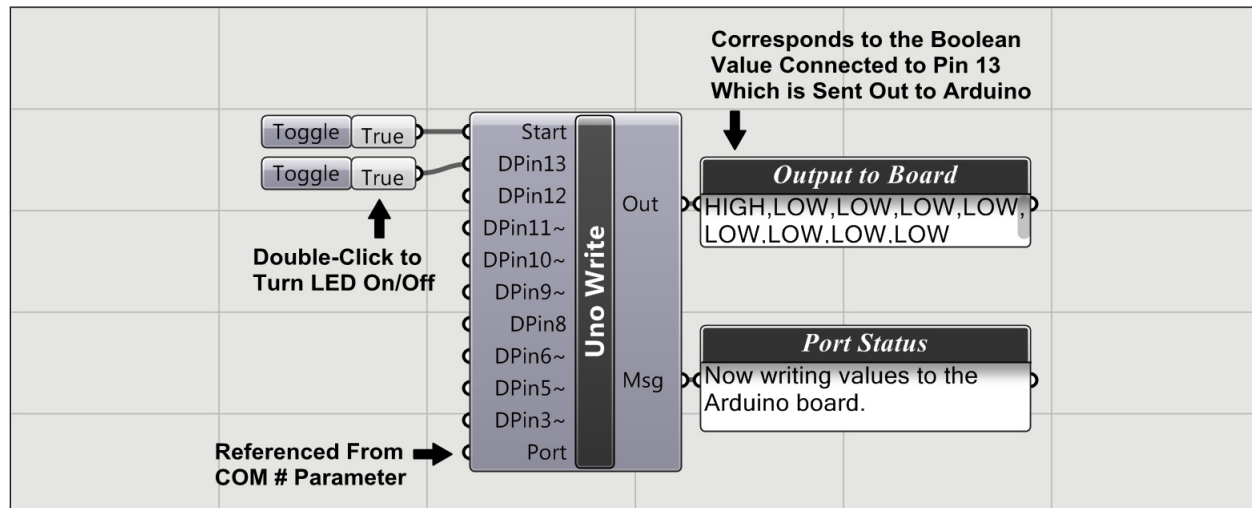 Corresponds to the Boolean
Value Connected to Pin 13
Which is Sent Out to Arduino
Toggle True
Toggle True
Double-Click to
Turn LED On/Off
Referenced From
COM # Parameter
Start
DPin13
DPin12
DPin11~
DPin10~
DPin9~
DPin8
DPin6~
DPin5~
DPin3~
Port
Uno Write
Out
Msg
Output to Board
HIGH,LOW,LOW,LOW,LOW,
LOW,LOW,LOW,LOW
Port Status
Now writing values to the
Arduino board.